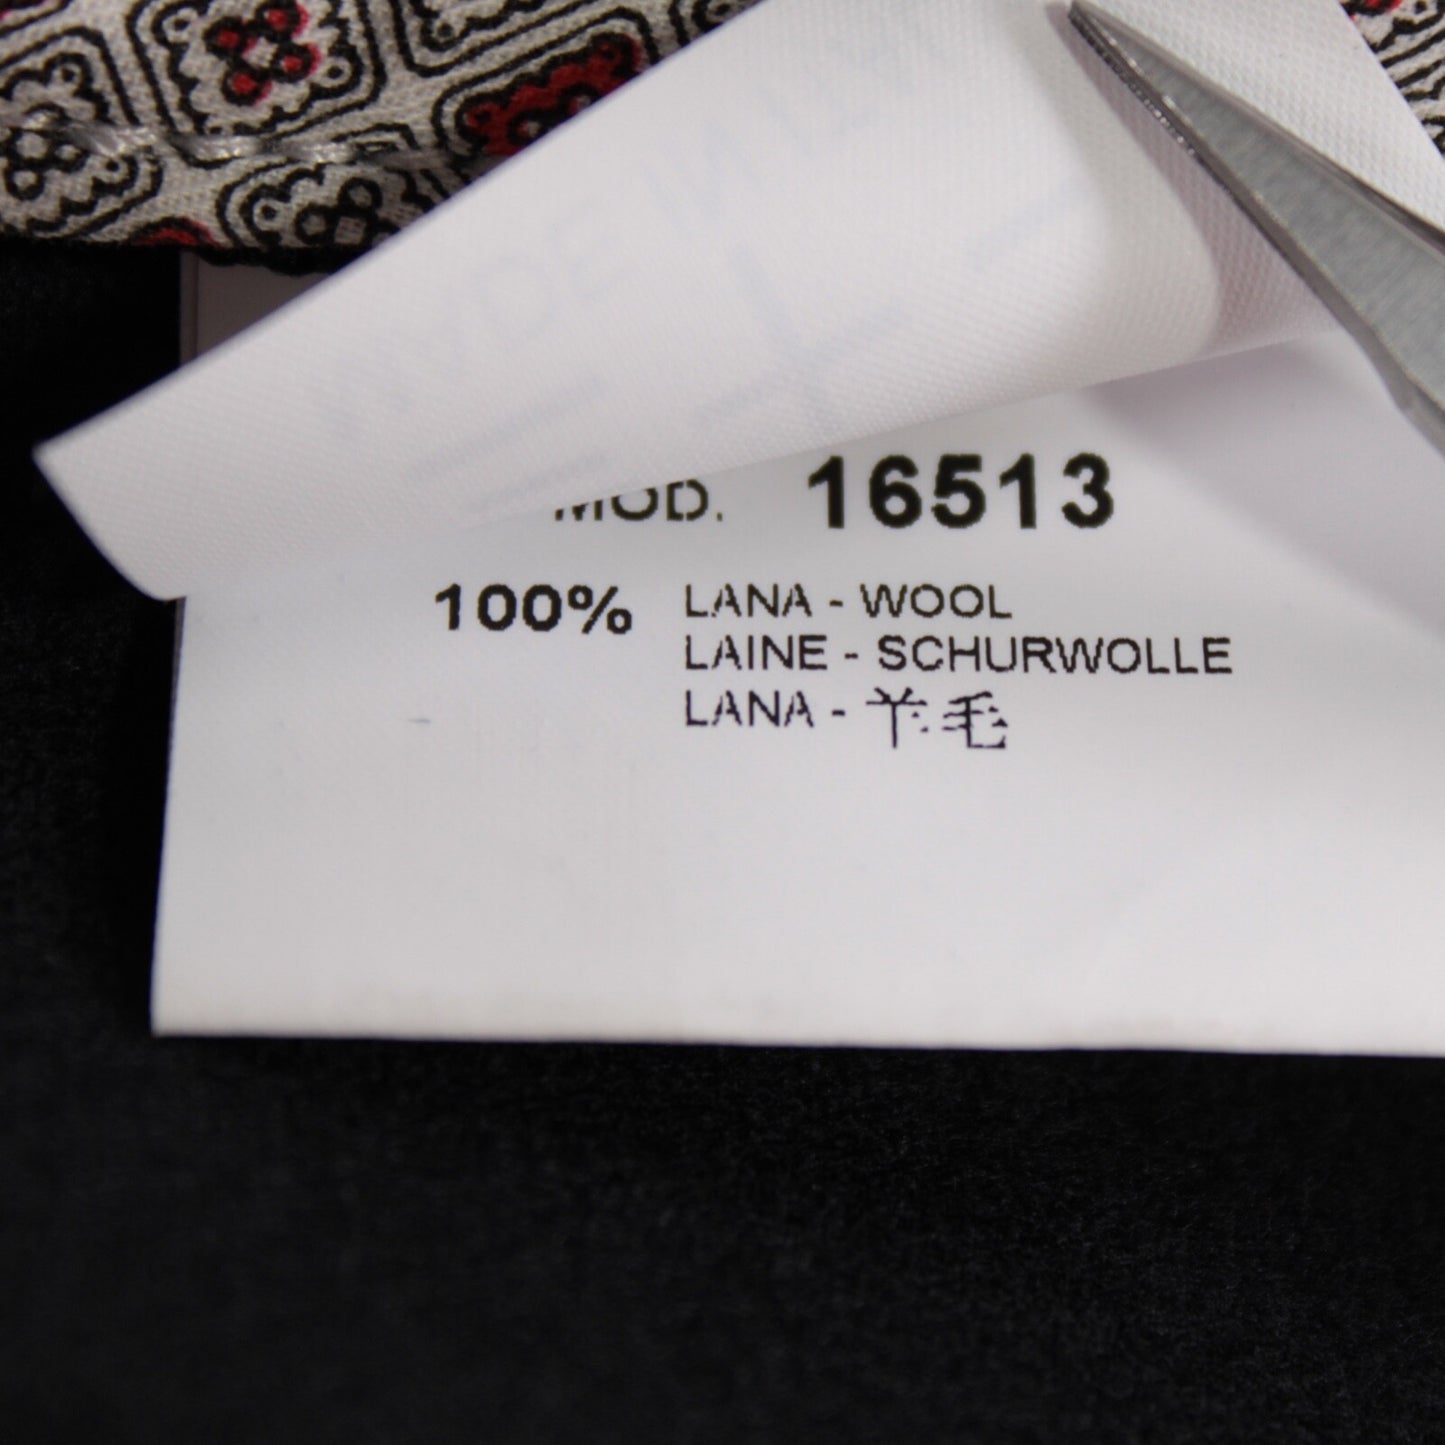 MOD. 16513
100% LANA - WOOL
LAINE - SCHURWOLLE
LANA - 羊毛